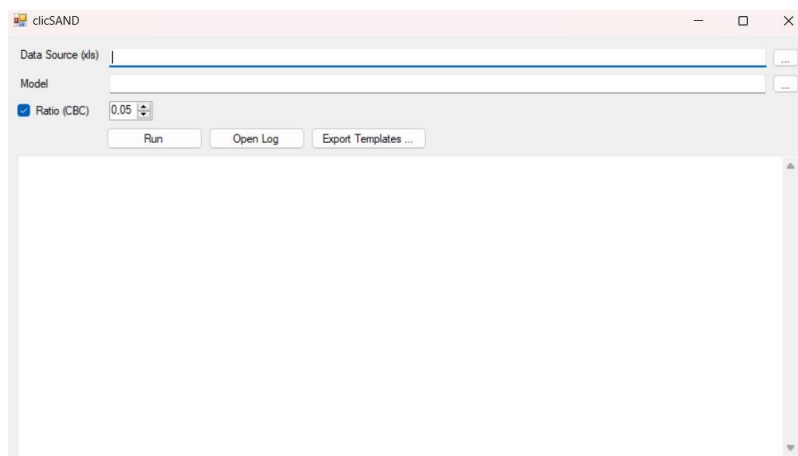 clicSAND
Data Source (xls)
...
Model
...
Ratio (CBC) 0.05
Run Open Log Export Templates ...